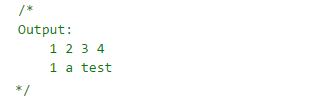 /*
Output:
1 2 3 4
1 a test
*/